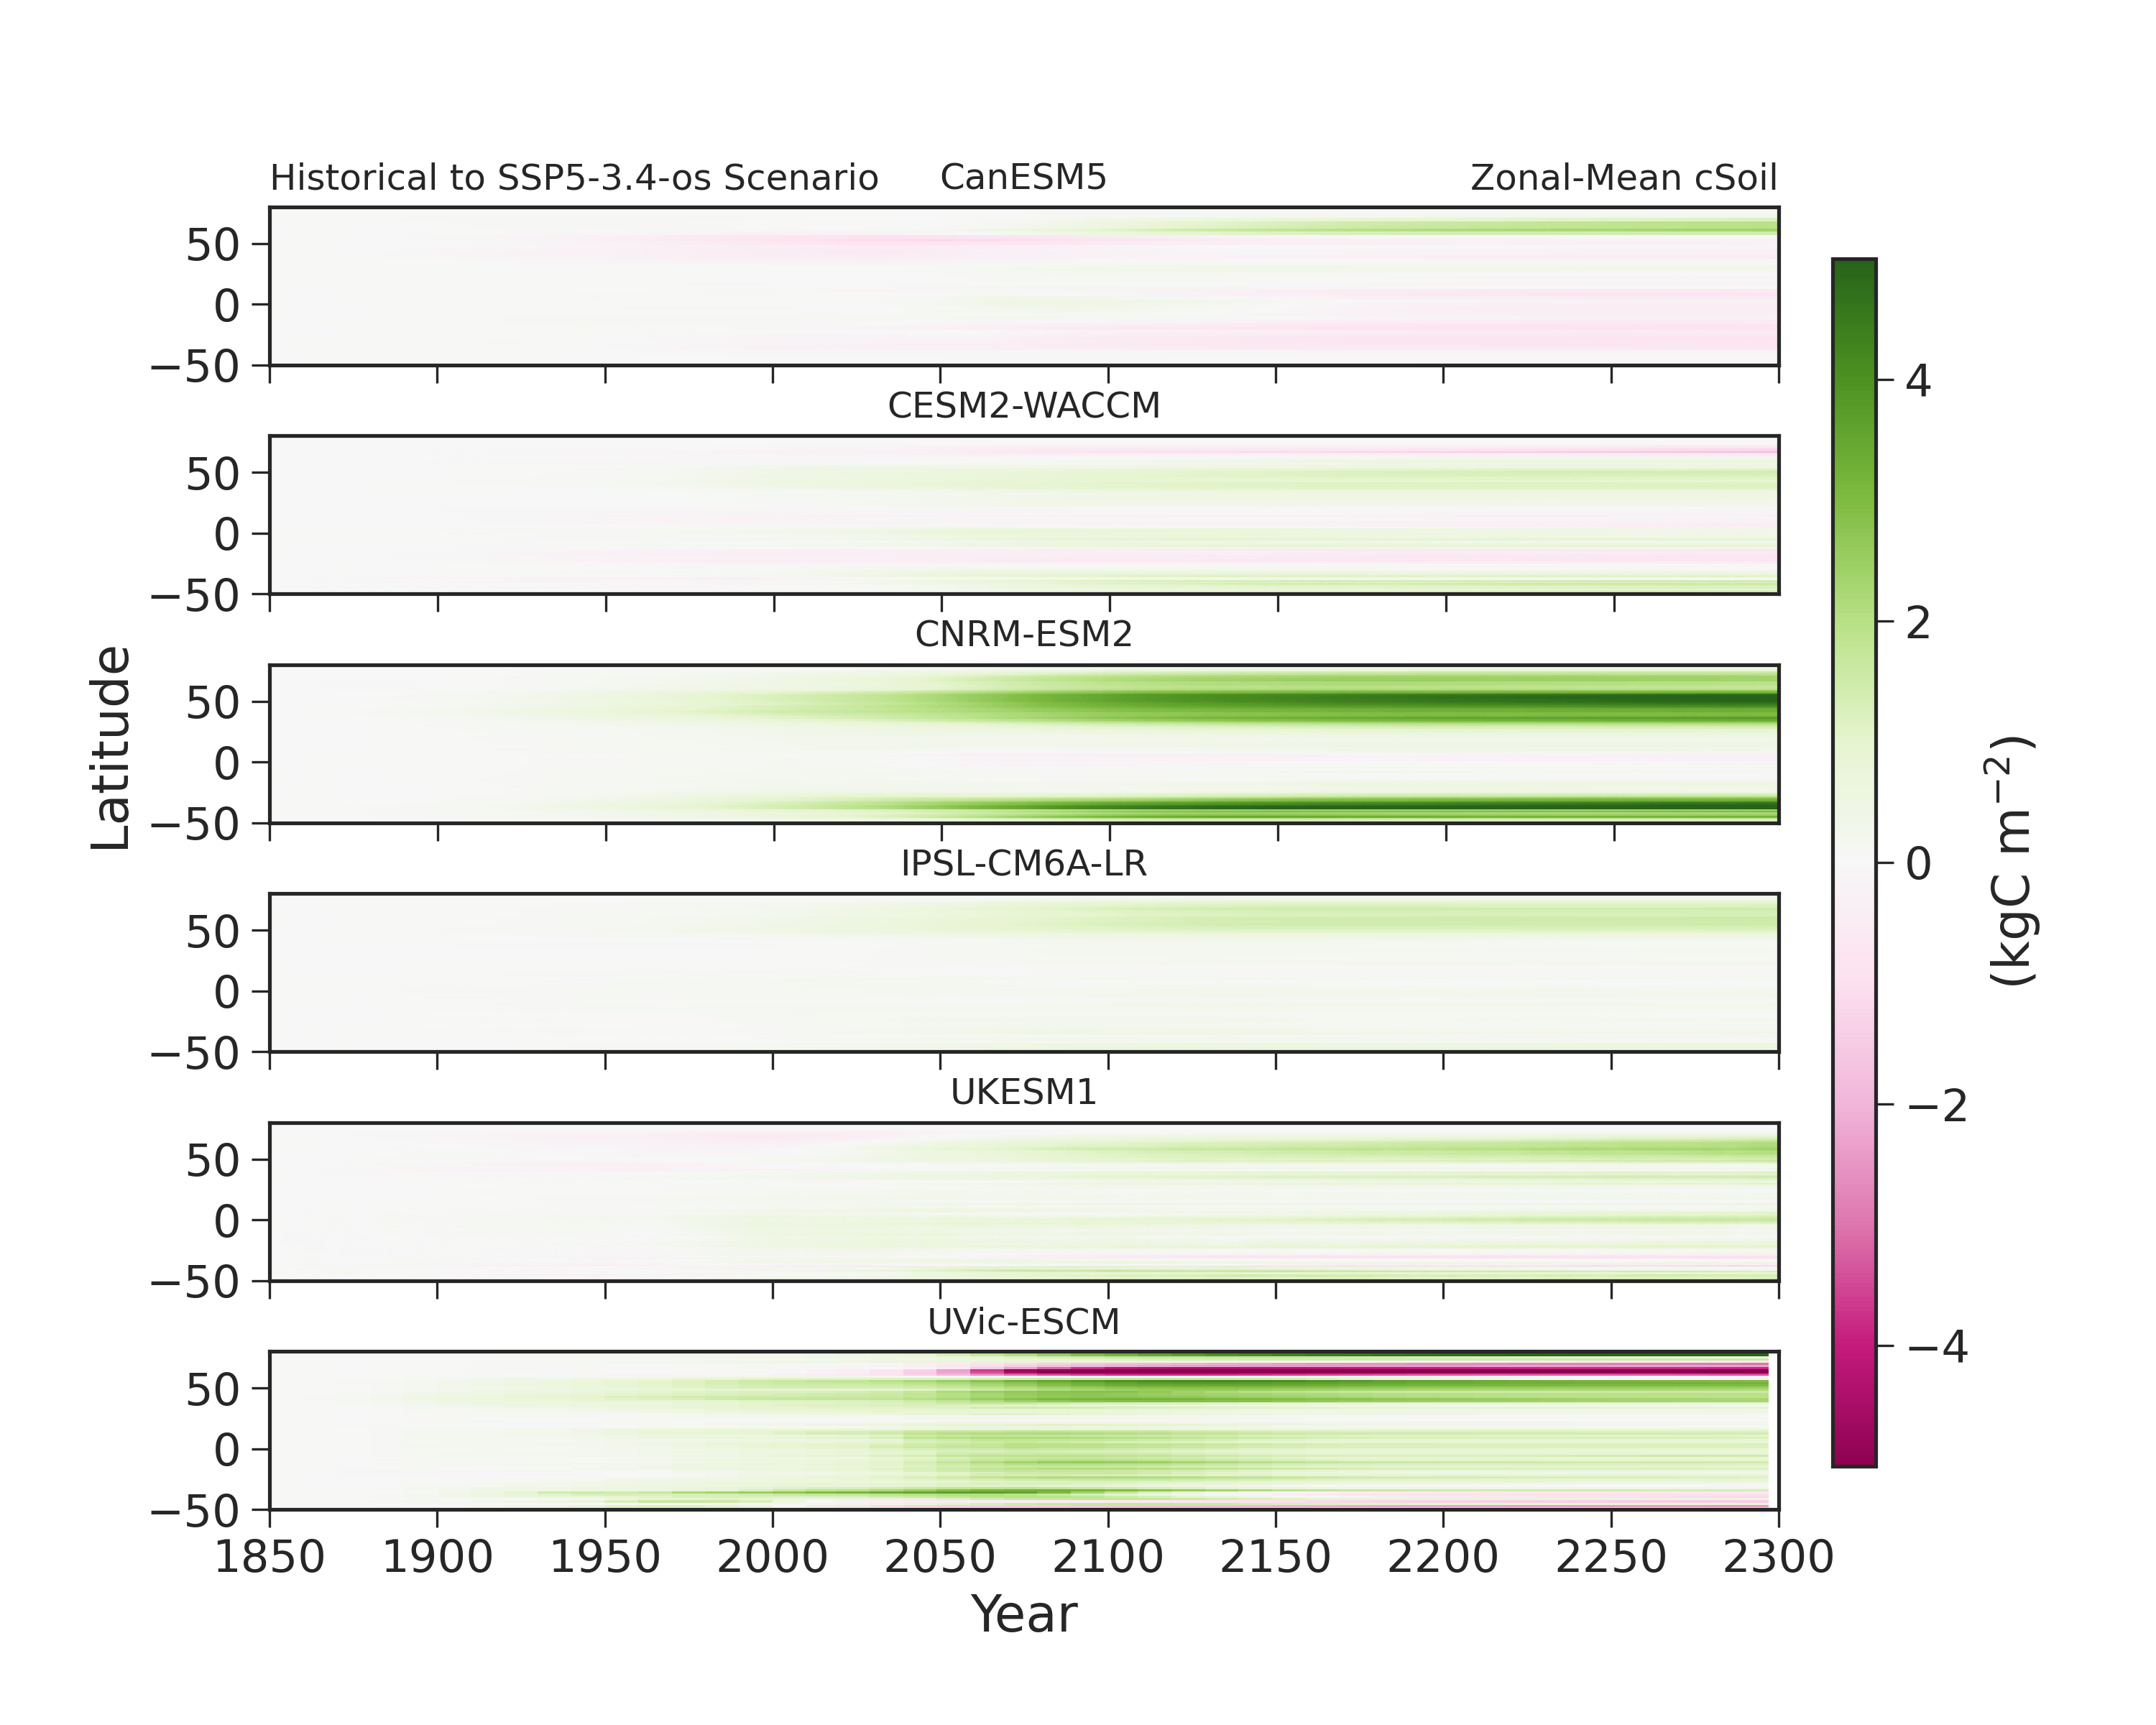 Historical to SSP5-3.4-os Scenario CanESM5 Zonal-Mean cSoil
50
0
−50
CESM2-WACCM
50
0
−50
CNRM-ESM2
50
0
−50
IPSL-CM6A-LR
50
0
−50
UKESM1
50
0
−50
UVic-ESCM
50
0
−50
1850 1900 1950 2000 2050 2100 2150 2200 2250 2300
Year
Latitude
4
2
0
−2
−4
(kgC m⁻²)